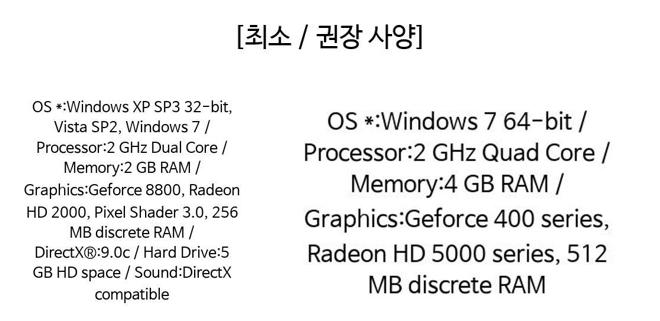 [최소 / 권장 사양]
OS *:Windows XP SP3 32-bit,
Vista SP2, Windows 7 /
Processor:2 GHz Dual Core /
Memory:2 GB RAM /
Graphics:Geforce 8800, Radeon
HD 2000, Pixel Shader 3.0, 256
MB discrete RAM /
DirectX®:9.0c / Hard Drive:5
GB HD space / Sound:DirectX
compatible
OS *:Windows 7 64-bit /
Processor:2 GHz Quad Core /
Memory:4 GB RAM /
Graphics:Geforce 400 series,
Radeon HD 5000 series, 512
MB discrete RAM